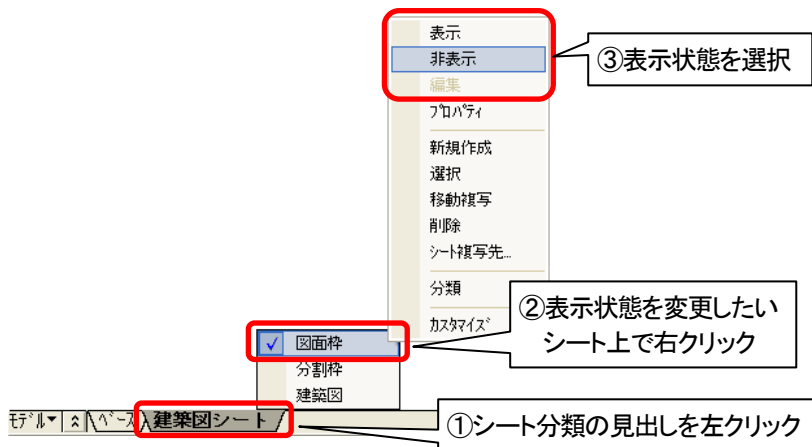 表示
非表示
編集
ﾌﾟﾛﾊﾟﾃｨ
新規作成
選択
移動複写
削除
ｼｰﾄ複写先...
分類
ｶｽﾀﾏｲｽﾞ
③表示状態を選択
②表示状態を変更したい
シート上で右クリック
図面枠
分割枠
建築図
ﾓﾃﾞﾙ ﾍﾞｰｽ 建築図シート
①シート分類の見出しを左クリック